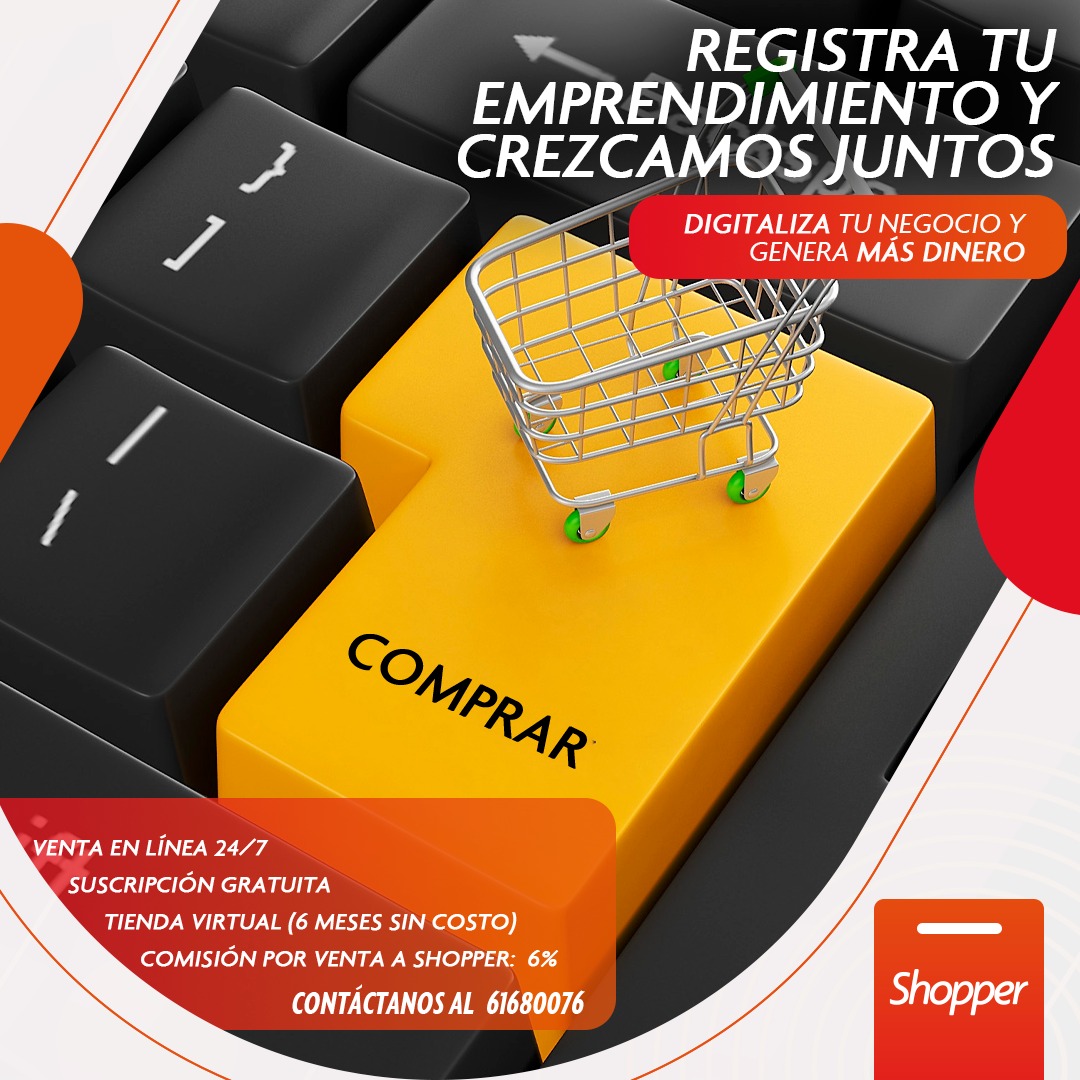 REGISTRA TU
EMPRENDIMIENTO Y
CREZCAMOS JUNTOS
DIGITALIZA TU NEGOCIO Y
GENERA MÁS DINERO
}
]
|
\
COMPRAR
VENTA EN LÍNEA 24/7
SUSCRIPCIÓN GRATUITA
TIENDA VIRTUAL (6 MESES SIN COSTO)
COMISIÓN POR VENTA A SHOPPER: 6%
CONTÁCTANOS AL 61680076
Shopper